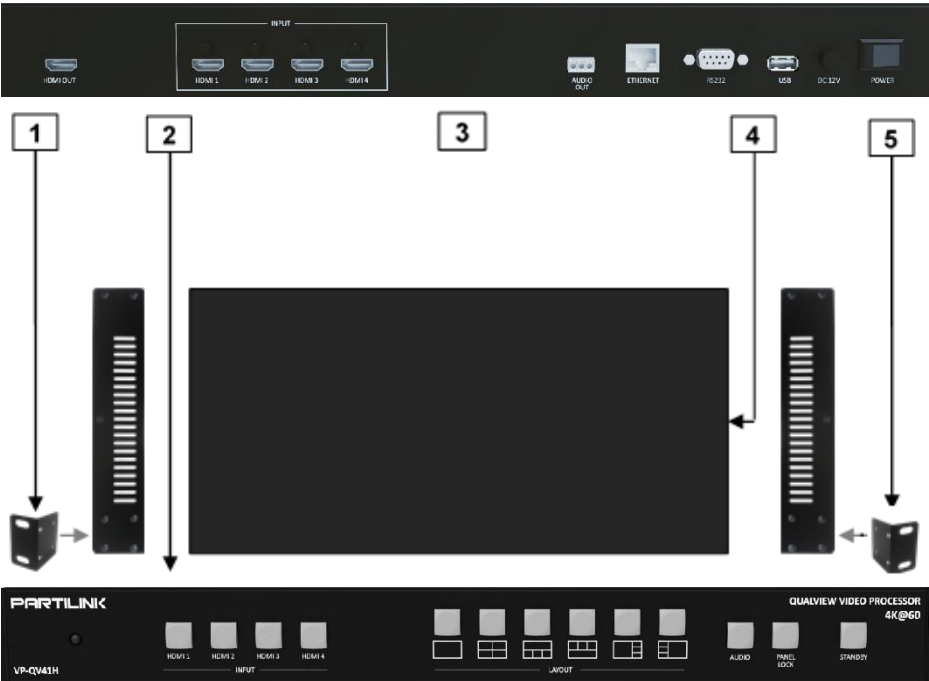 INPUT
HDMI OUT
HDMI 1
HDMI 2
HDMI 3
HDMI 4
AUDIO
OUT
ETHERNET
RS232
USB
DC 12V
POWER
1
2
3
4
5
PARTILINK
QUALVIEW VIDEO PROCESSOR
4K@60
VP-QV41H
HDMI 1
HDMI 2
HDMI 3
HDMI 4
INPUT
LAYOUT
AUDIO
PANEL
LOCK
STANDBY